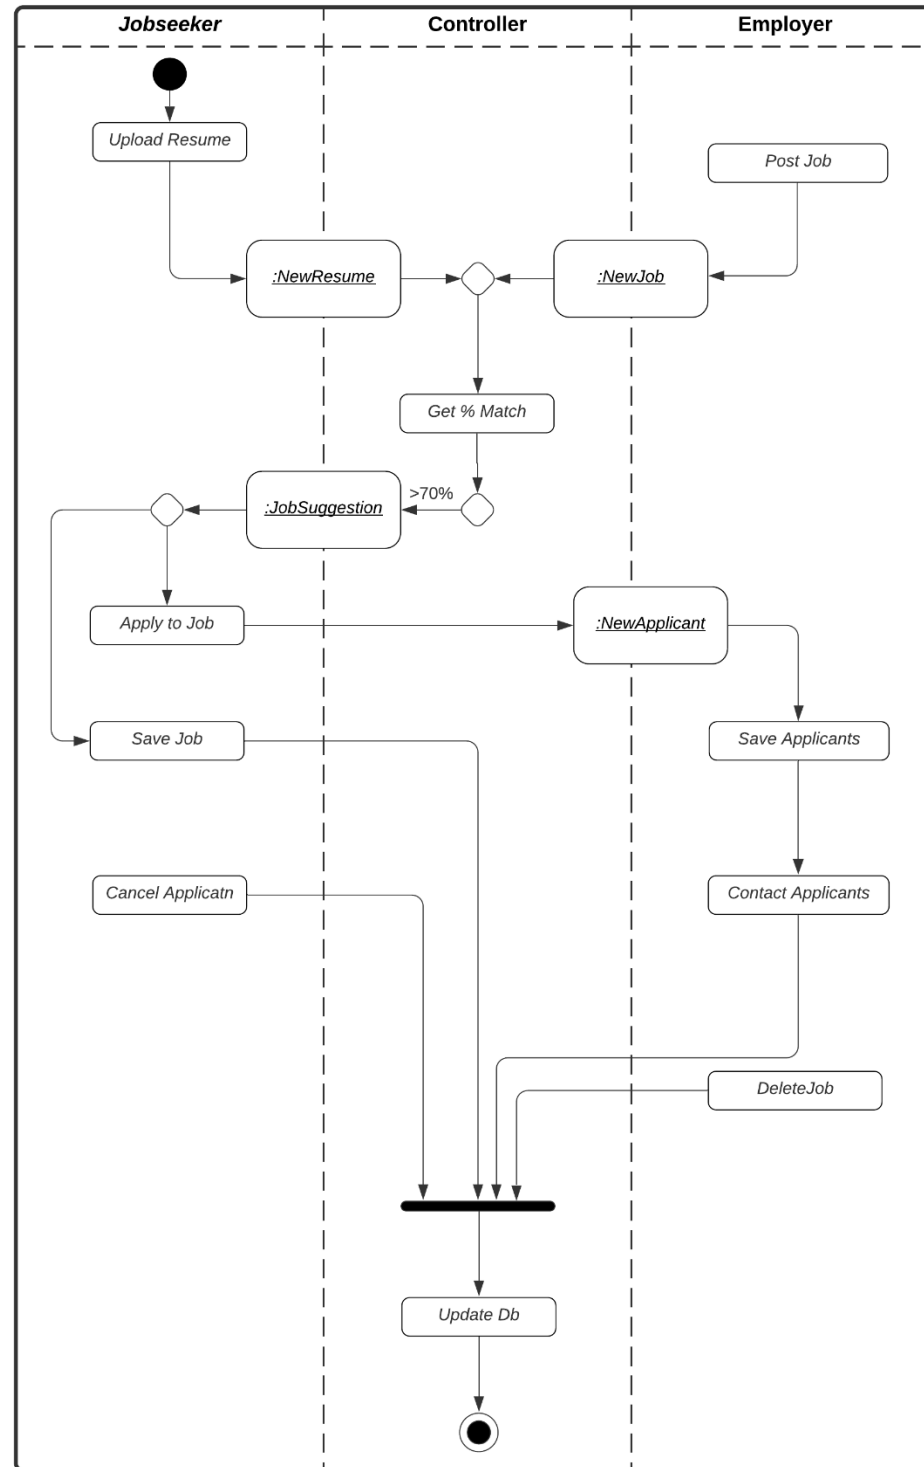 Jobseeker
Controller
Employer
Upload Resume
Post Job
:NewResume
:NewJob
Get % Match
>70%
:JobSuggestion
Apply to Job
:NewApplicant
Save Job
Save Applicants
Cancel Applicatn
Contact Applicants
DeleteJob
Update Db